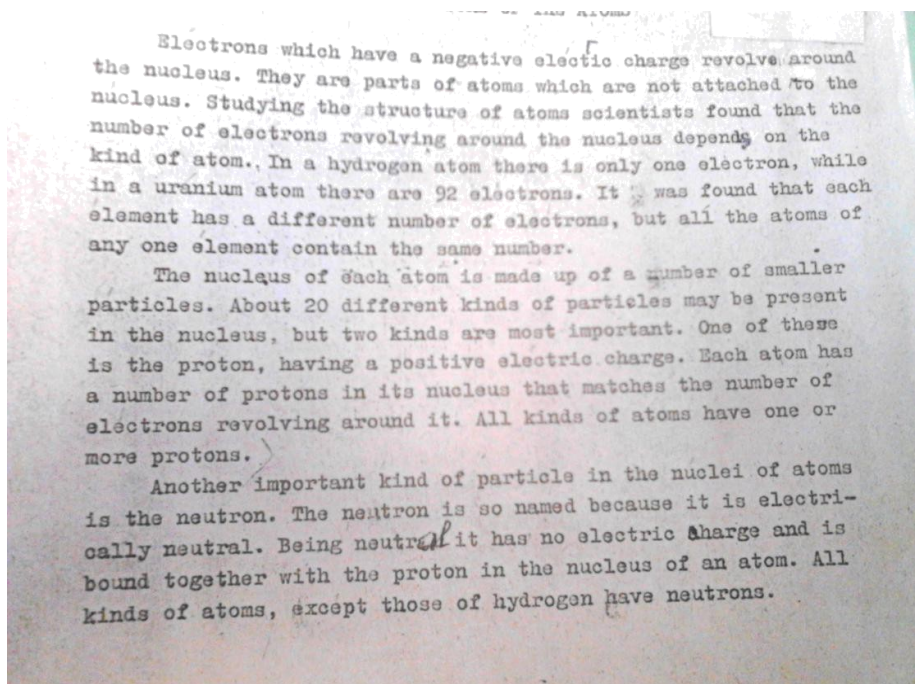 OF THE ATOMS
Electrons which have a negative electric charge revolve around
the nucleus. They are parts of atoms which are not attached to the
nucleus. Studying the structure of atoms scientists found that the
number of electrons revolving around the nucleus depends on the
kind of atom. In a hydrogen atom there is only one electron, while
in a uranium atom there are 92 electrons. It was found that each
element has a different number of electrons, but all the atoms of
any one element contain the same number.
The nucleus of each atom is made up of a number of smaller
particles. About 20 different kinds of particles may be present
in the nucleus, but two kinds are most important. One of these
is the proton, having a positive electric charge. Each atom has
a number of protons in its nucleus that matches the number of
electrons revolving around it. All kinds of atoms have one or
more protons.
Another important kind of particle in the nuclei of atoms
is the neutron. The neutron is so named because it is electri-
cally neutral. Being neutral it has no electric charge and is
bound together with the proton in the nucleus of an atom. All
kinds of atoms, except those of hydrogen have neutrons.